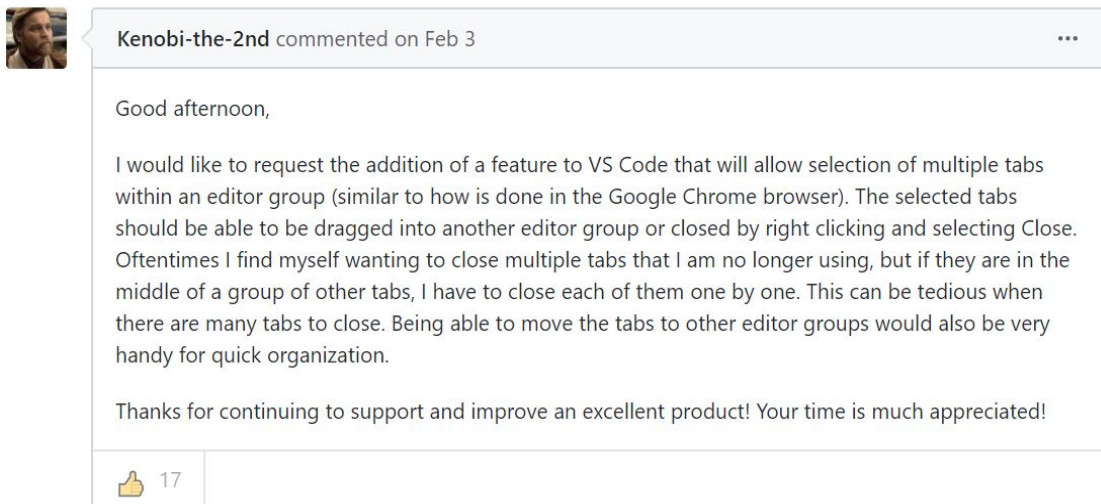 Kenobi-the-2nd commented on Feb 3
Good afternoon,
I would like to request the addition of a feature to VS Code that will allow selection of multiple tabs
within an editor group (similar to how is done in the Google Chrome browser). The selected tabs
should be able to be dragged into another editor group or closed by right clicking and selecting Close.
Oftentimes I find myself wanting to close multiple tabs that I am no longer using, but if they are in the
middle of a group of other tabs, I have to close each of them one by one. This can be tedious when
there are many tabs to close. Being able to move the tabs to other editor groups would also be very
handy for quick organization.
Thanks for continuing to support and improve an excellent product! Your time is much appreciated!
17